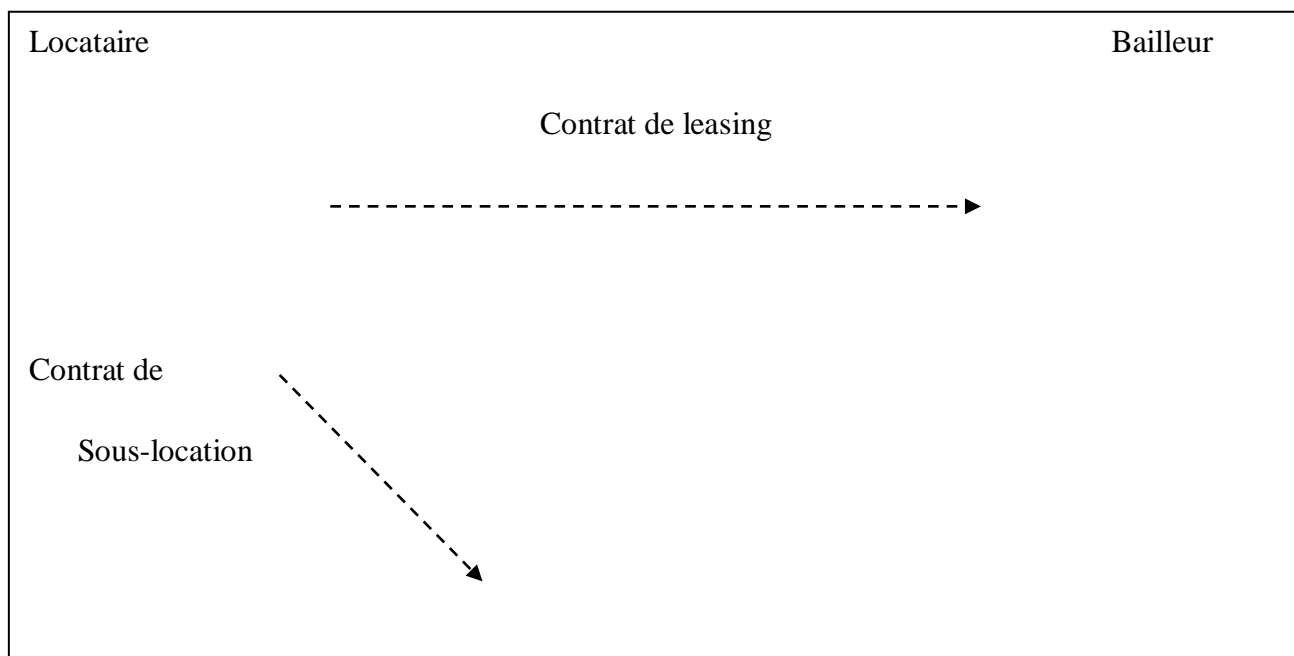 Locataire Bailleur
Contrat de leasing
Contrat de
Sous-location